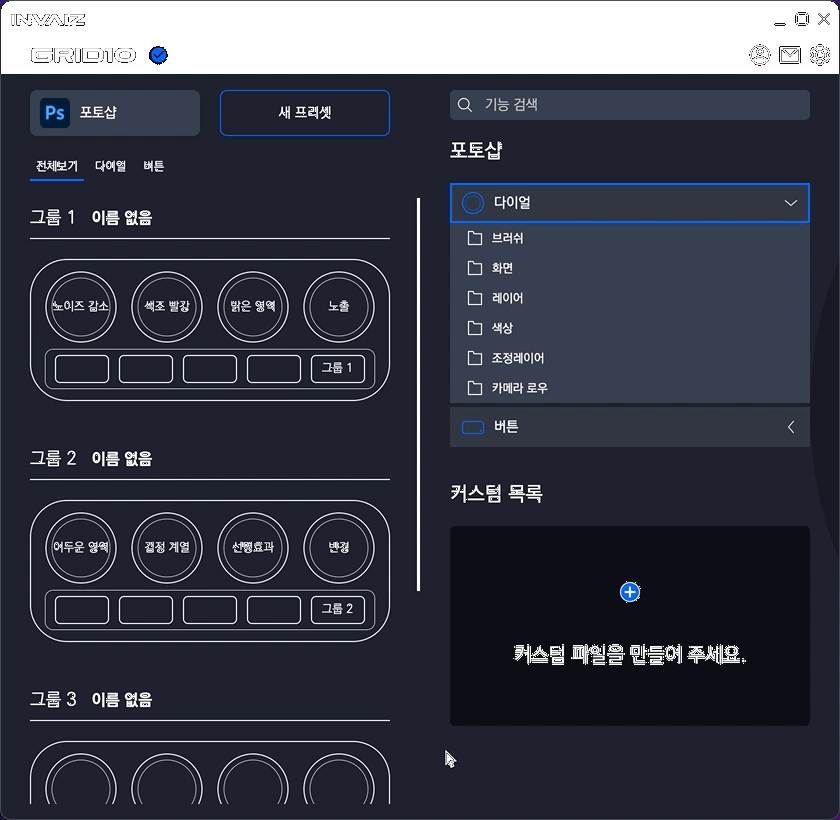 INVAIZ
GRID10
Ps 포토샵
새 프리셋
전체보기 다이얼 버튼
그룹 1 이름 없음
노이즈 감소 색조 빨강 밝은 영역 노출
그룹 1
그룹 2 이름 없음
어두운 영역 검정 계열 선명효과 반경
그룹 2
그룹 3 이름 없음
기능 검색
포토샵
다이얼
브러쉬
화면
레이어
색상
조정레이어
카메라 로우
버튼
커스텀 목록
커스텀 파일을 만들어 주세요.